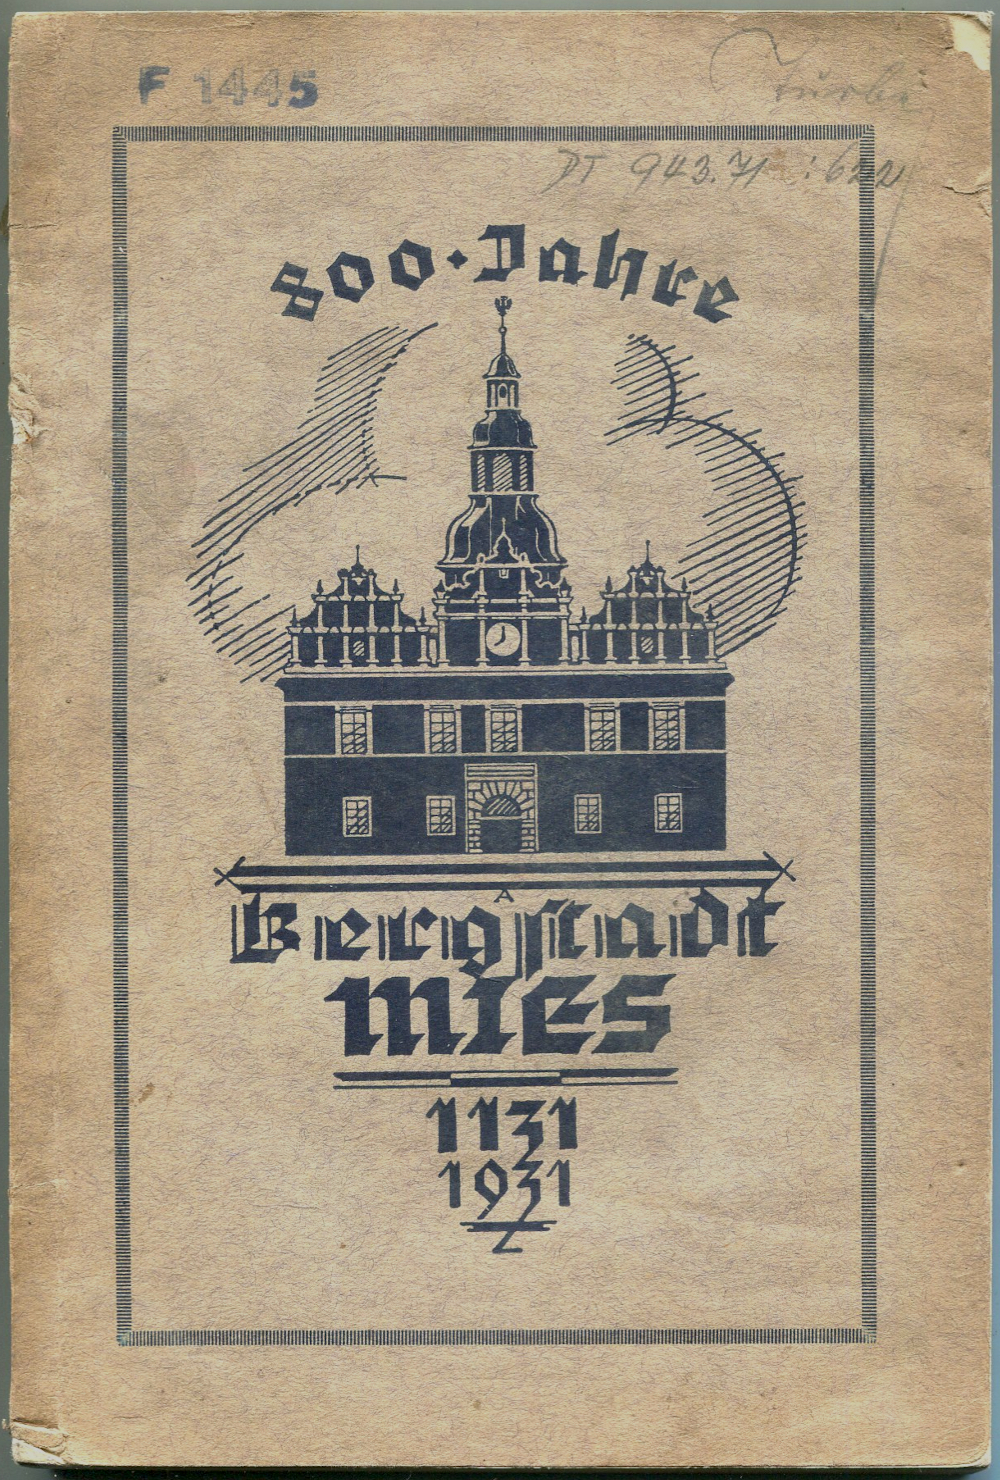 F 1445
DT 943.71 :622
800·Jahre
A
Bergstadt
Mies
1131
1931